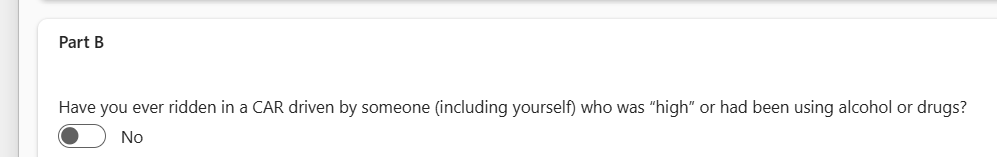 Part B
Have you ever ridden in a CAR driven by someone (including yourself) who was “high” or had been using alcohol or drugs?
No